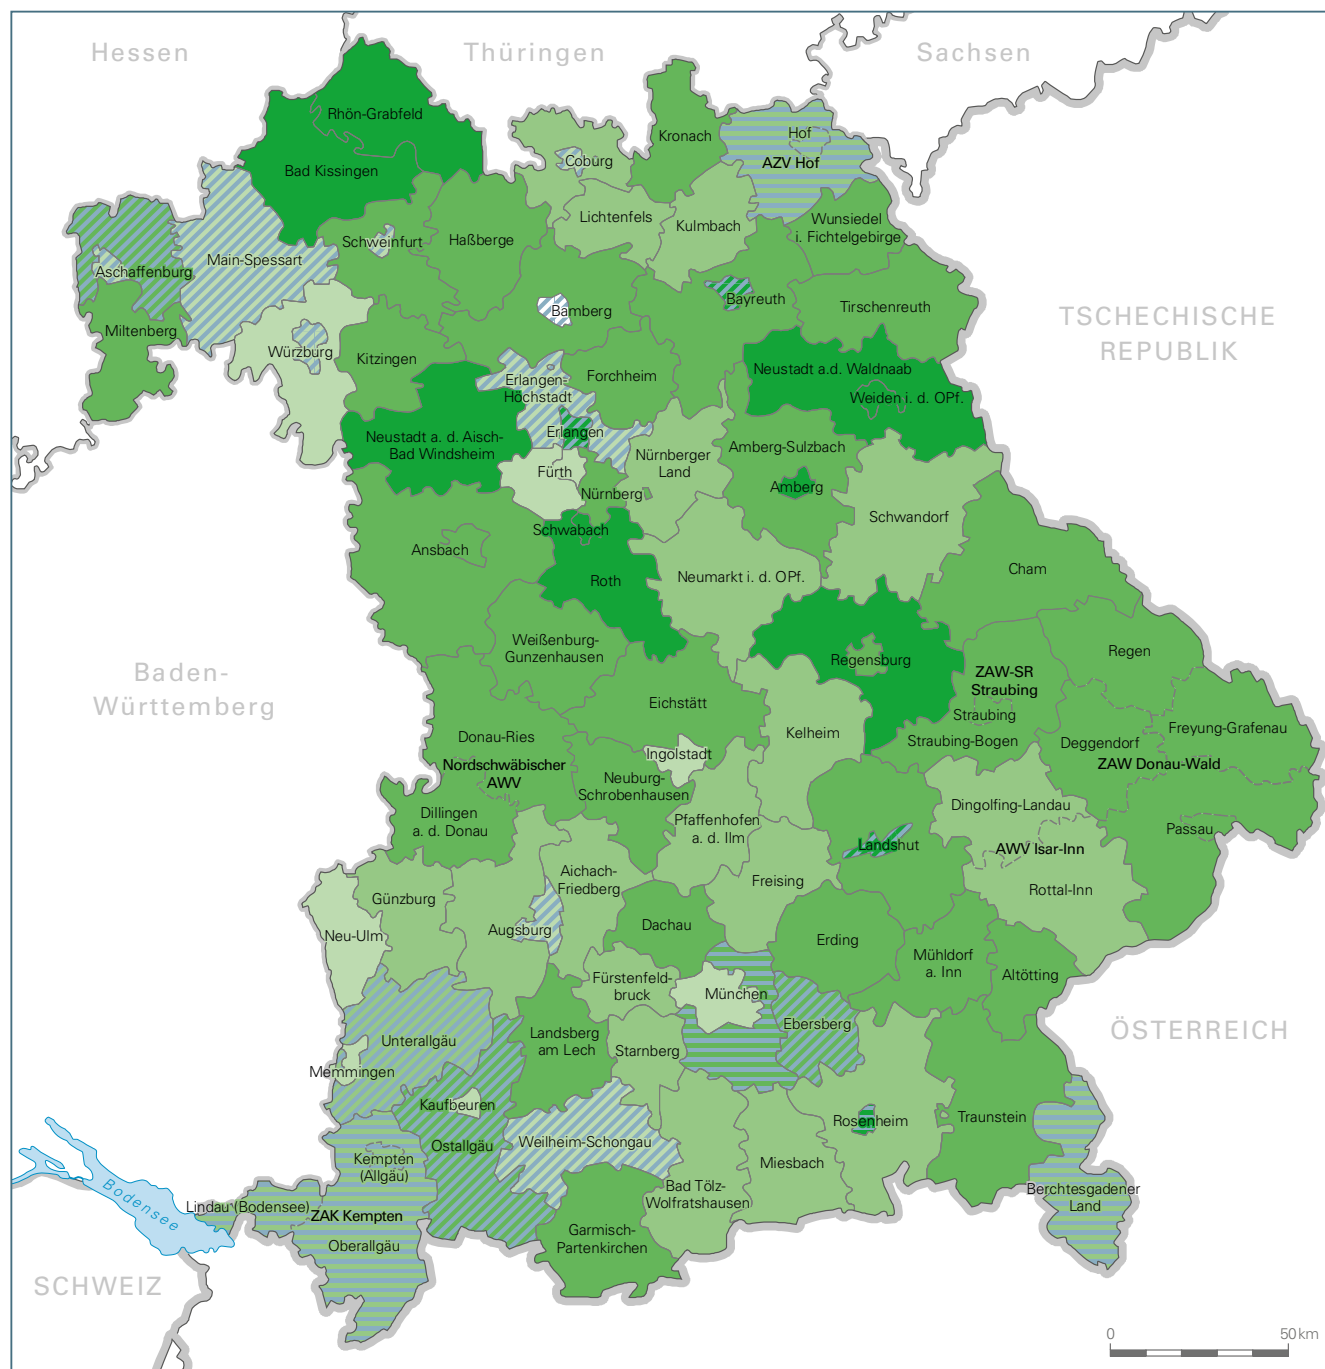 Hessen
Thüringen
Sachsen
Rhön-Grabfeld
Bad Kissingen
Kronach
Hof
AZV Hof
Coburg
Lichtenfels
Kulmbach
Wunsiedel
i. Fichtelgebirge
Schweinfurt
Haßberge
Main-Spessart
Aschaffenburg
Miltenberg
Bamberg
Bayreuth
Tirschenreuth
TSCHECHISCHE
REPUBLIK
Würzburg
Kitzingen
Erlangen-
Höchstadt
Forchheim
Neustadt a.d. Waldnaab
Weiden i. d. OPf.
Neustadt a. d. Aisch-
Bad Windsheim
Erlangen
Fürth
Nürnberg
Nürnberger
Land
Amberg-Sulzbach
Amberg
Schwandorf
Schwabach
Ansbach
Roth
Neumarkt i. d. OPf.
Cham
Weißenburg-
Gunzenhausen
Regensburg
Regen
ZAW-SR
Straubing
Straubing
Straubing-Bogen
Baden-
Württemberg
Eichstätt
Kelheim
Freyung-Grafenau
Deggendorf
ZAW Donau-Wald
Passau
Donau-Ries
Nordschwäbischer
AWV
Dillingen
a. d. Donau
Ingolstadt
Neuburg-
Schrobenhausen
Pfaffenhofen
a. d. Ilm
Dingolfing-Landau
AWV Isar-Inn
Rottal-Inn
Landshut
Freising
Aichach-
Friedberg
Günzburg
Neu-Ulm
Augsburg
Dachau
Erding
Mühldorf
a. Inn
Altötting
Fürstenfeld-
bruck
München
Ebersberg
ÖSTERREICH
Unterallgäu
Memmingen
Landsberg
am Lech
Starnberg
Kaufbeuren
Ostallgäu
Weilheim-Schongau
Rosenheim
Traunstein
Miesbach
Bad Tölz-
Wolfratshausen
Berchtesgadener
Land
Kempten
(Allgäu)
Lindau (Bodensee)
ZAK Kempten
Oberallgäu
Garmisch-
Partenkirchen
Bodensee
SCHWEIZ
0
50 km